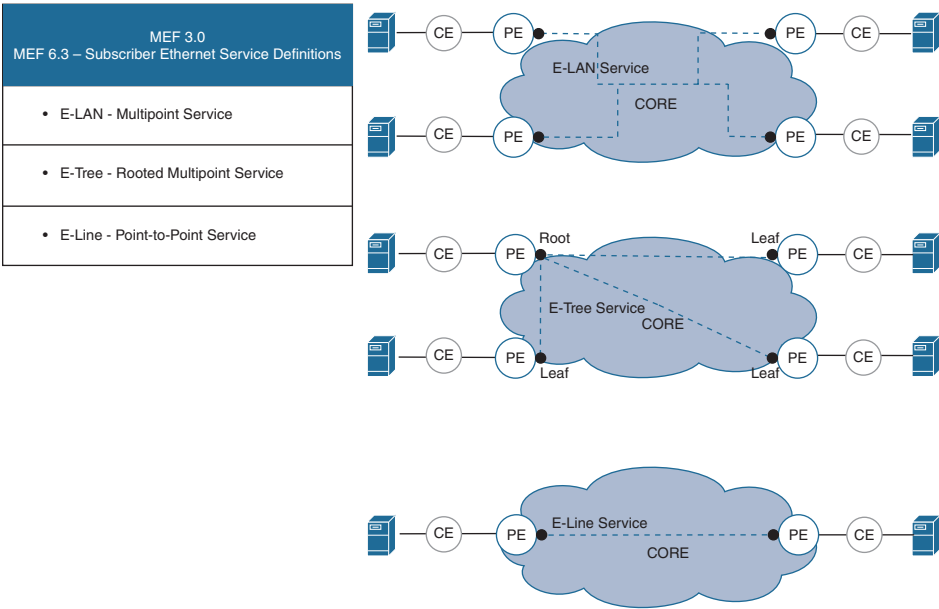 MEF 3.0
MEF 6.3 – Subscriber Ethernet Service Definitions
• E-LAN - Multipoint Service
• E-Tree - Rooted Multipoint Service
• E-Line - Point-to-Point Service
CE PE PE CE
E-LAN Service
CORE
CE PE PE CE
Root Leaf
CE PE PE CE
E-Tree Service
CORE
CE PE PE CE
Leaf Leaf
E-Line Service
CE PE PE CE
CORE